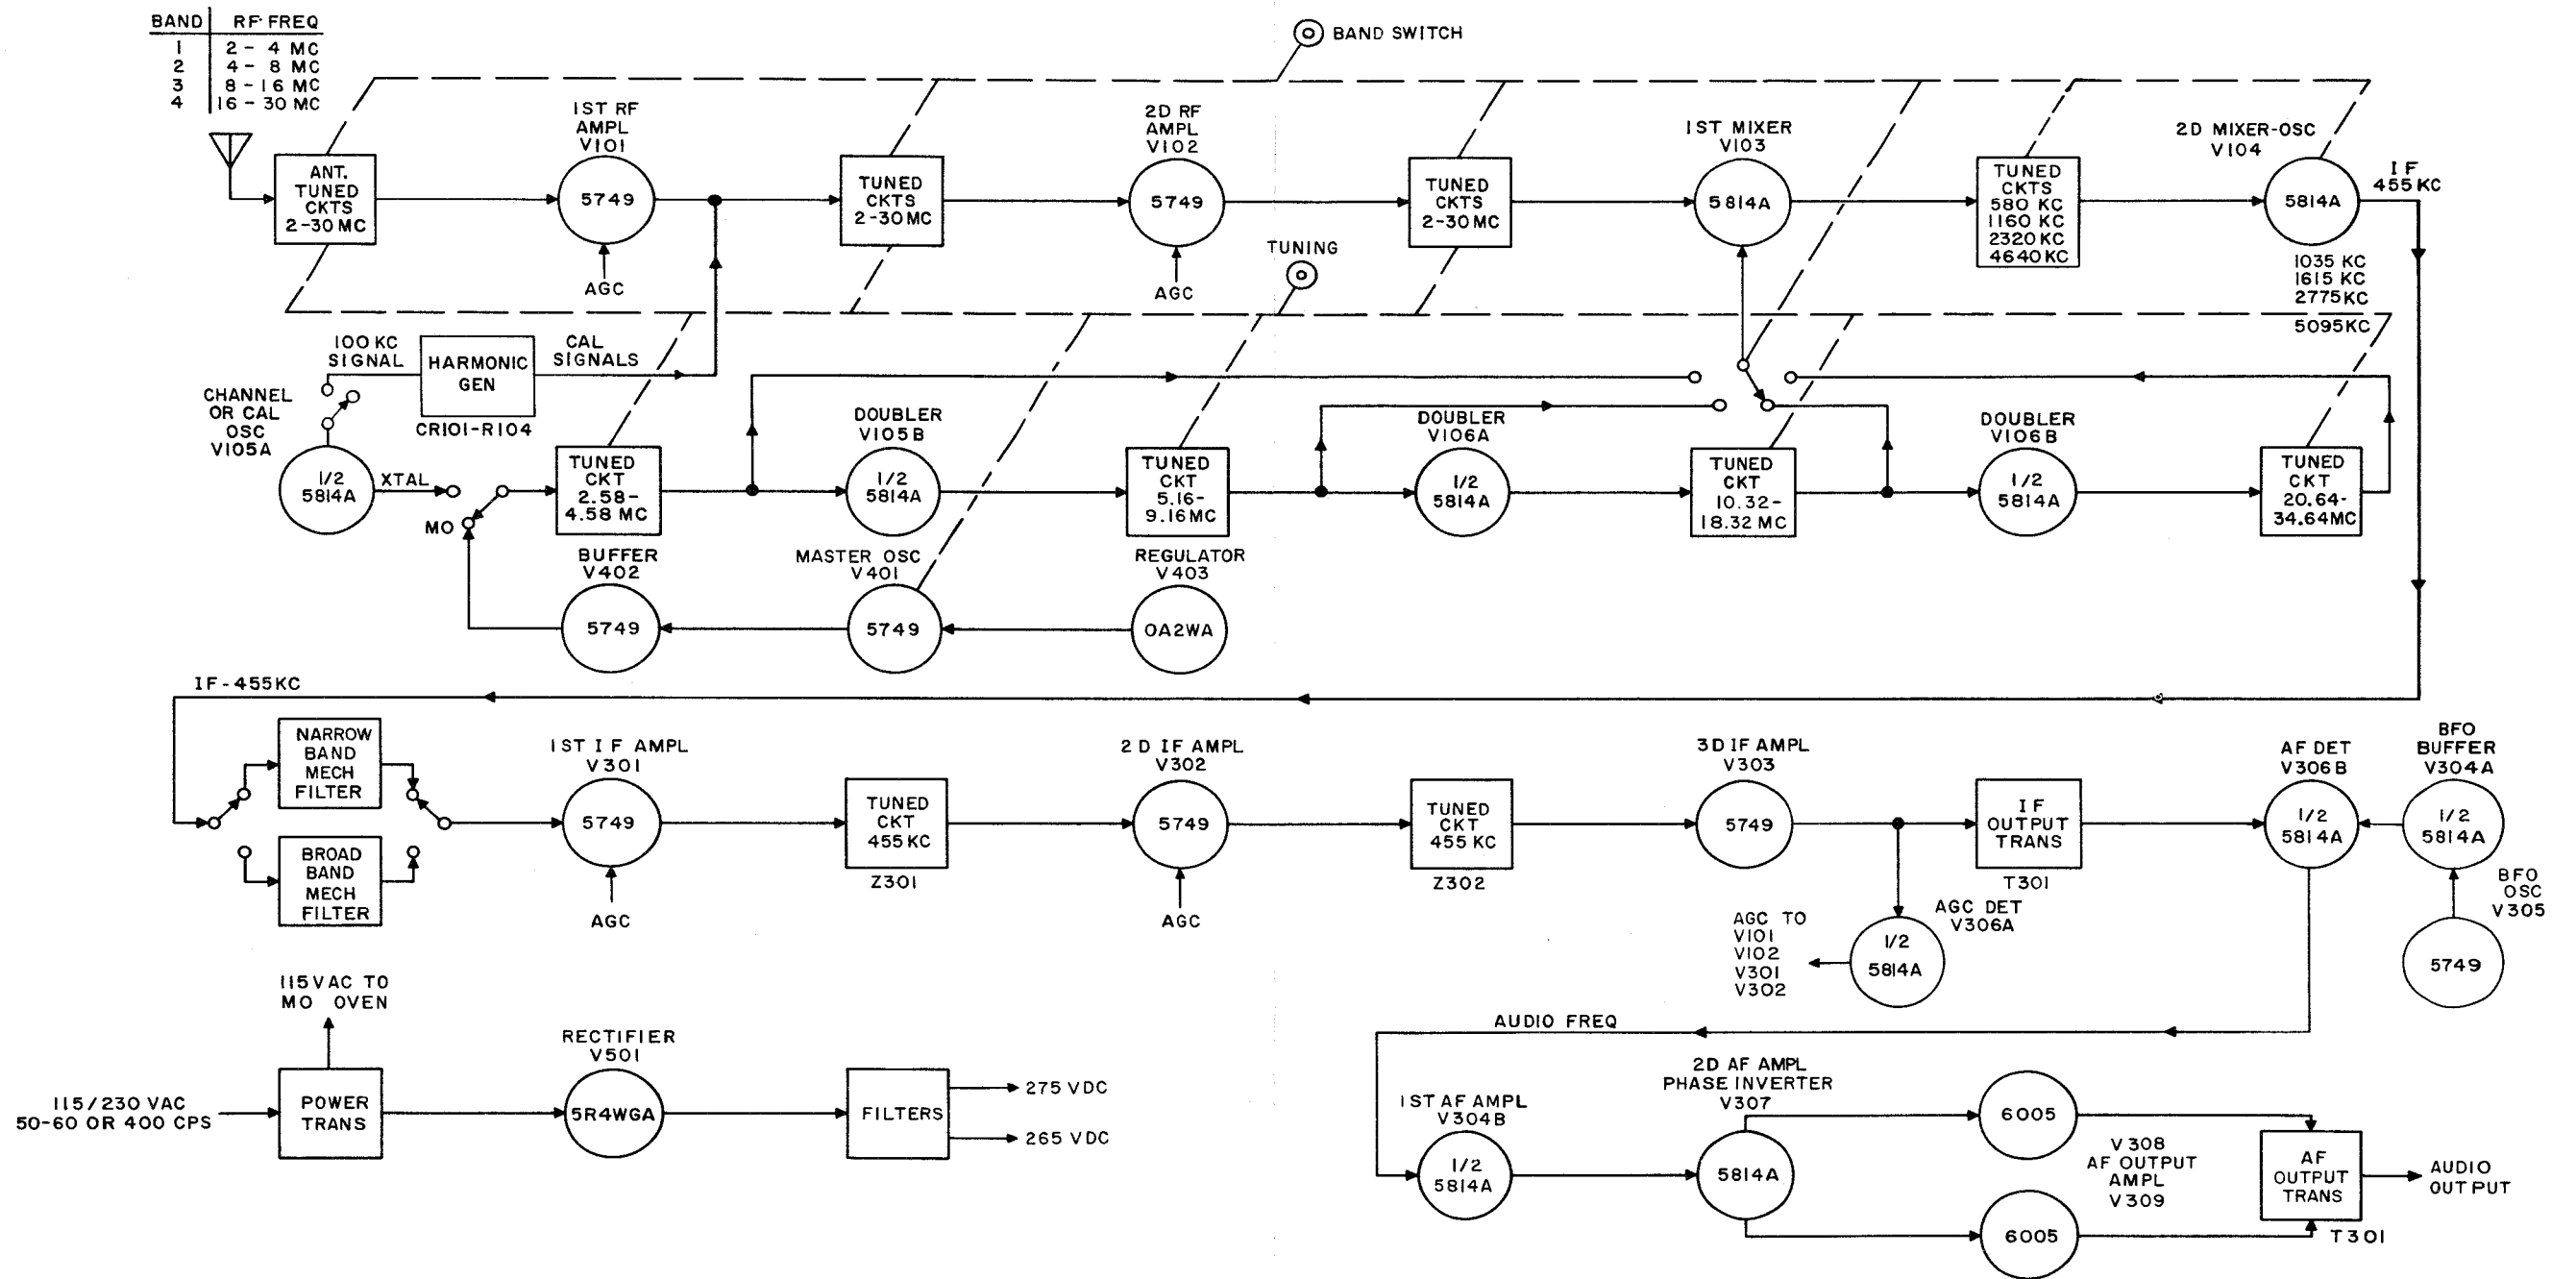 BAND RF FREQ
1 2 - 4 MC
2 4 - 8 MC
3 8 - 16 MC
4 16 - 30 MC
BAND SWITCH
ANT.
TUNED
CKTS
2-30 MC
1ST RF
AMPL
V101
5749
AGC
TUNED
CKTS
2-30 MC
2D RF
AMPL
V102
5749
AGC
TUNED
CKTS
2-30 MC
1ST MIXER
V103
5814A
TUNED
CKTS
580 KC
1160 KC
2320 KC
4640 KC
2D MIXER-OSC
V104
5814A
IF
455 KC
1035 KC
1615 KC
2775 KC
5095 KC
TUNING
100 KC
SIGNAL
HARMONIC
GEN
CR101-R104
CAL
SIGNALS
CHANNEL
OR CAL
OSC
V105A
1/2
5814A
XTAL
MO
TUNED
CKT
2.58-
4.58 MC
DOUBLER
V105B
1/2
5814A
TUNED
CKT
5.16-
9.16 MC
DOUBLER
V106A
1/2
5814A
TUNED
CKT
10.32-
18.32 MC
DOUBLER
V106B
1/2
5814A
TUNED
CKT
20.64-
34.64 MC
BUFFER
V402
5749
MASTER OSC
V401
5749
REGULATOR
V403
OA2WA
IF-455 KC
NARROW
BAND
MECH
FILTER
BROAD
BAND
MECH
FILTER
1ST IF AMPL
V301
5749
AGC
TUNED
CKT
455 KC
Z301
2D IF AMPL
V302
5749
AGC
TUNED
CKT
455 KC
Z302
3D IF AMPL
V303
5749
IF
OUTPUT
TRANS
T301
AF DET
V306B
1/2
5814A
BFO
BUFFER
V304A
1/2
5814A
BFO
OSC
V305
5749
AGC DET
V306A
1/2
5814A
AGC TO
V101
V102
V301
V302
115 VAC TO
MO OVEN
115/230 VAC
50-60 OR 400 CPS
POWER
TRANS
RECTIFIER
V501
5R4WGA
FILTERS
275 VDC
265 VDC
AUDIO FREQ
1ST AF AMPL
V304B
1/2
5814A
2D AF AMPL
PHASE INVERTER
V307
5814A
6005
V308
AF OUTPUT
AMPL
V309
6005
AF
OUTPUT
TRANS
T301
AUDIO
OUTPUT